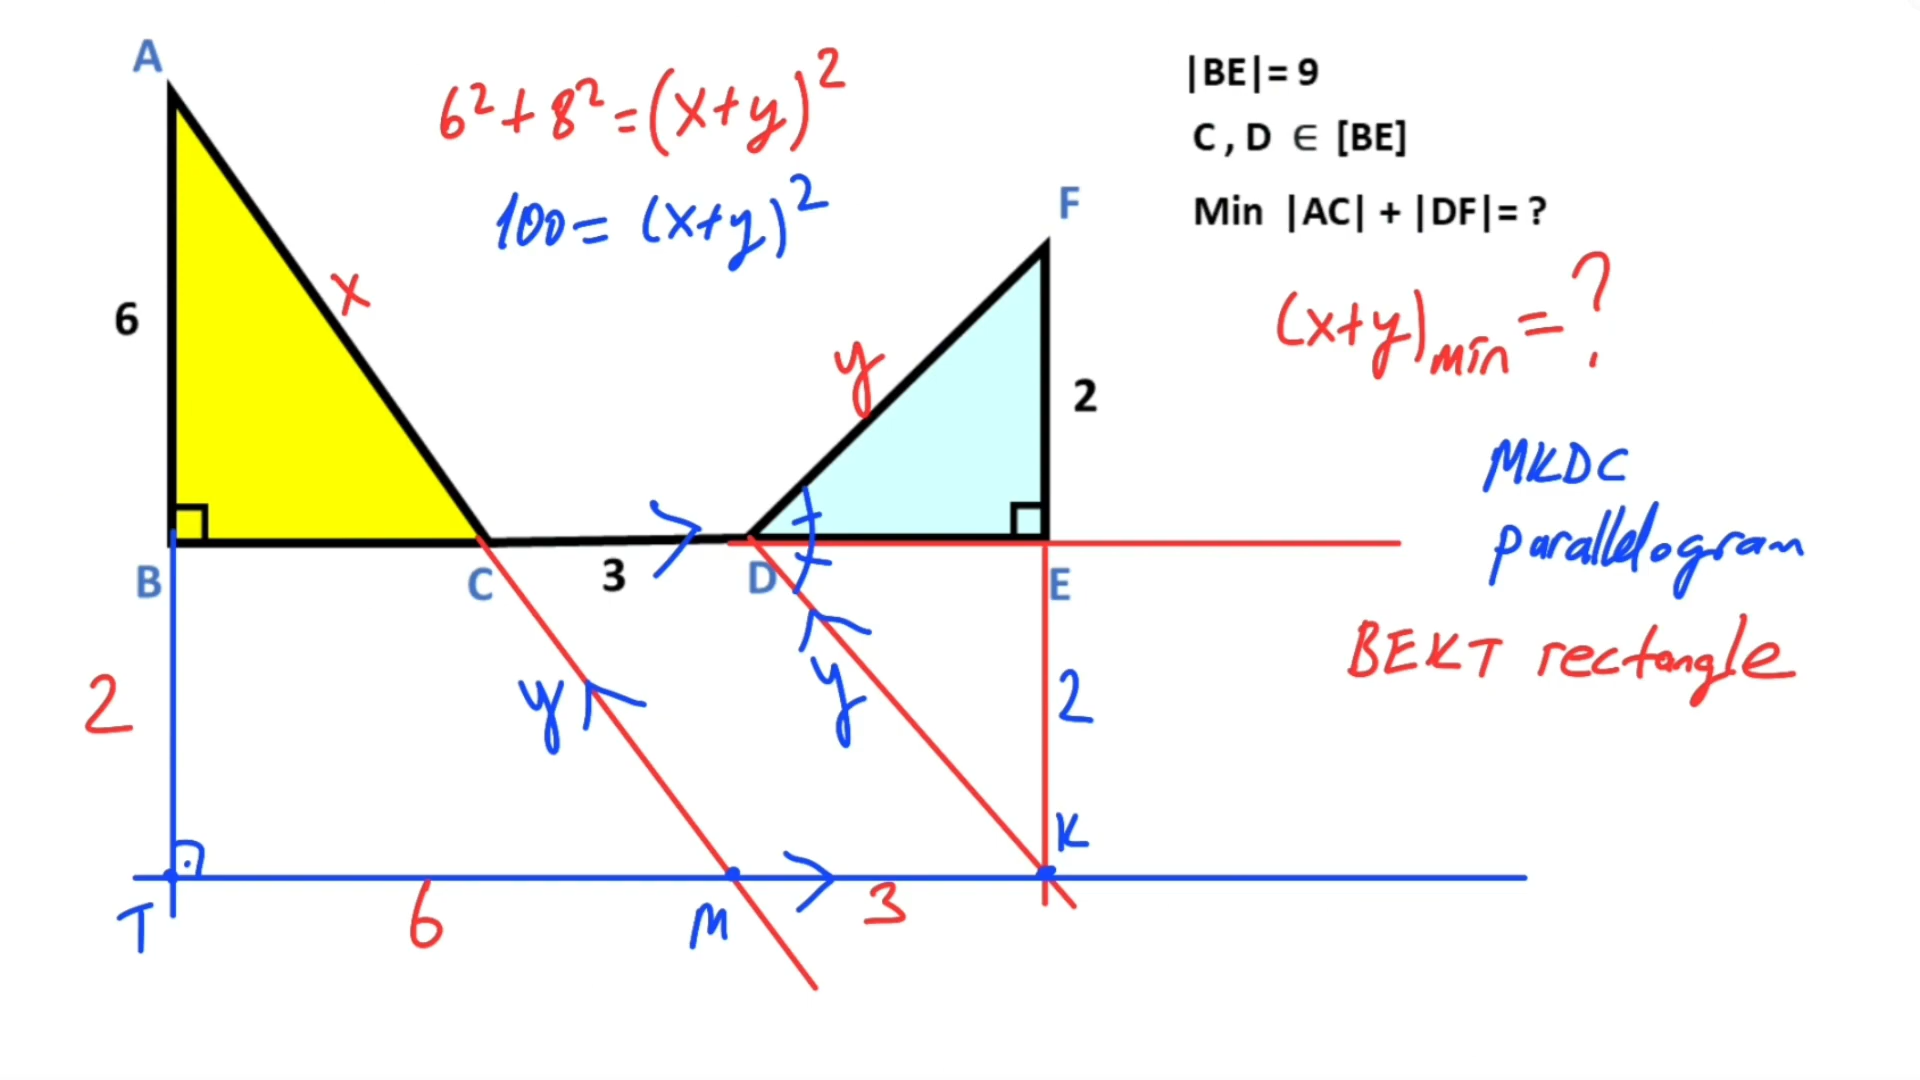 A
6² + 8² = (x+y)²
|BE|= 9
C , D ∈ [BE]
100 = (x+y)²
F
Min |AC| + |DF|= ?
x
6
(x+y)min = ?
y
2
MKDC
parallelogram
B
C
3
D
E
BEKT rectangle
2
y
y
2
K
T
6
M
3